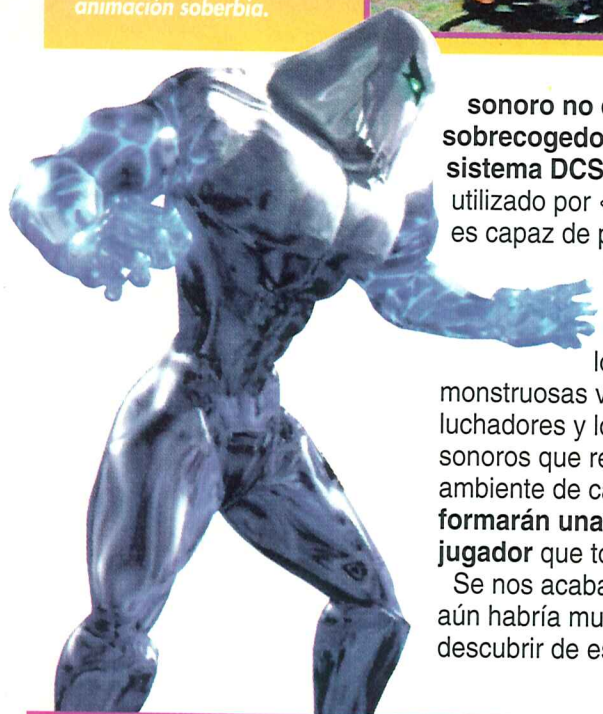 animación soberbia.
sonoro no
sobrecogedo
sistema DCS
utilizado por «
es capaz de p
lo
monstruosas v
luchadores y lo
sonoros que re
ambiente de ca
formarán una
jugador que to
Se nos acaba
aún habría mu
descubrir de es